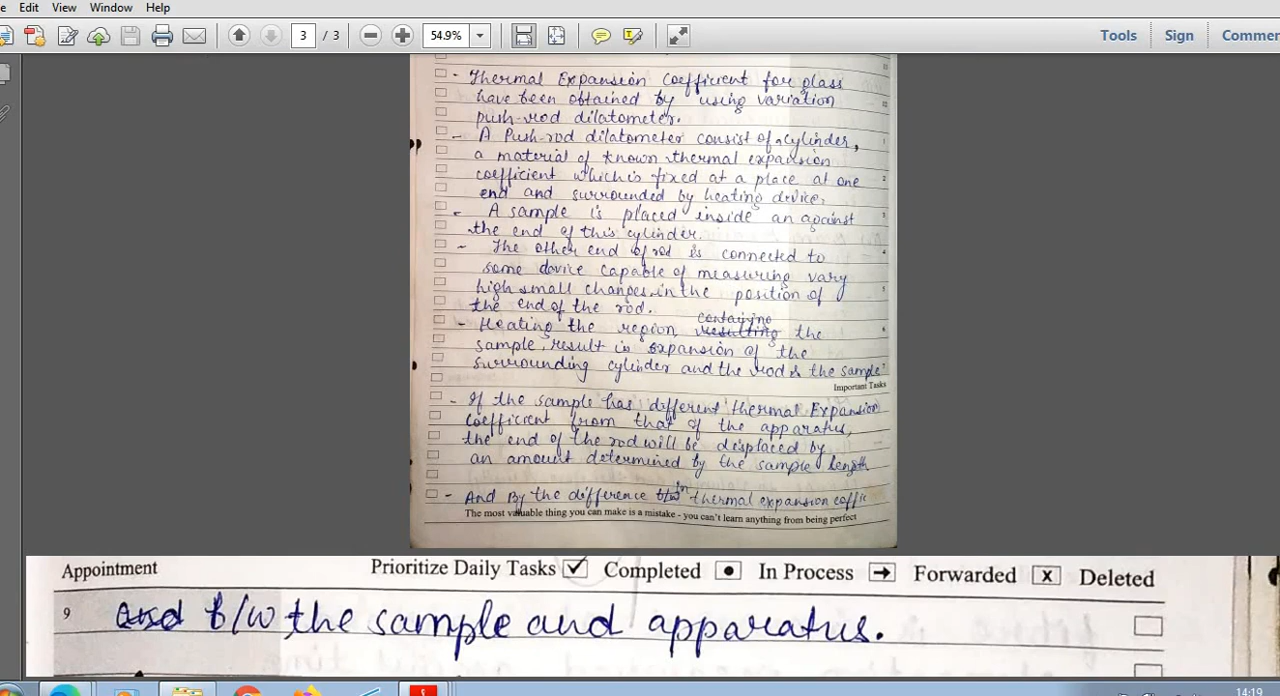 Edit View Window Help
3 / 3 54.9% Tools Sign Commen
- Thermal Expansion Coefficient for glass
have been obtained by using variation
push-rod dilatometer.
- A Push-rod dilatometer consist of a cylinder,
a material of known thermal expansion
coefficient which is fixed at a place at one
end and surrounded by heating device.
- A sample is placed inside an against
the end of this cylinder.
- The other end of rod is connected to
some device capable of measuring vary
high small changes in the position of
the end of the rod.
containing
- Heating the region resulting the
sample, result in expansion of the
surrounding cylinder and the rod & the sample
Important Tasks
- If the sample has different thermal Expansion
coefficient from that of the apparatus,
the end of the rod will be displaced by
an amount determined by the sample length
- And By the difference in thermal expansion coffic
The most valuable thing you can make is a mistake - you can't learn anything from being perfect
Appointment Prioritize Daily Tasks Completed In Process Forwarded x Deleted
9 And b/w the sample and apparatus.
14:19